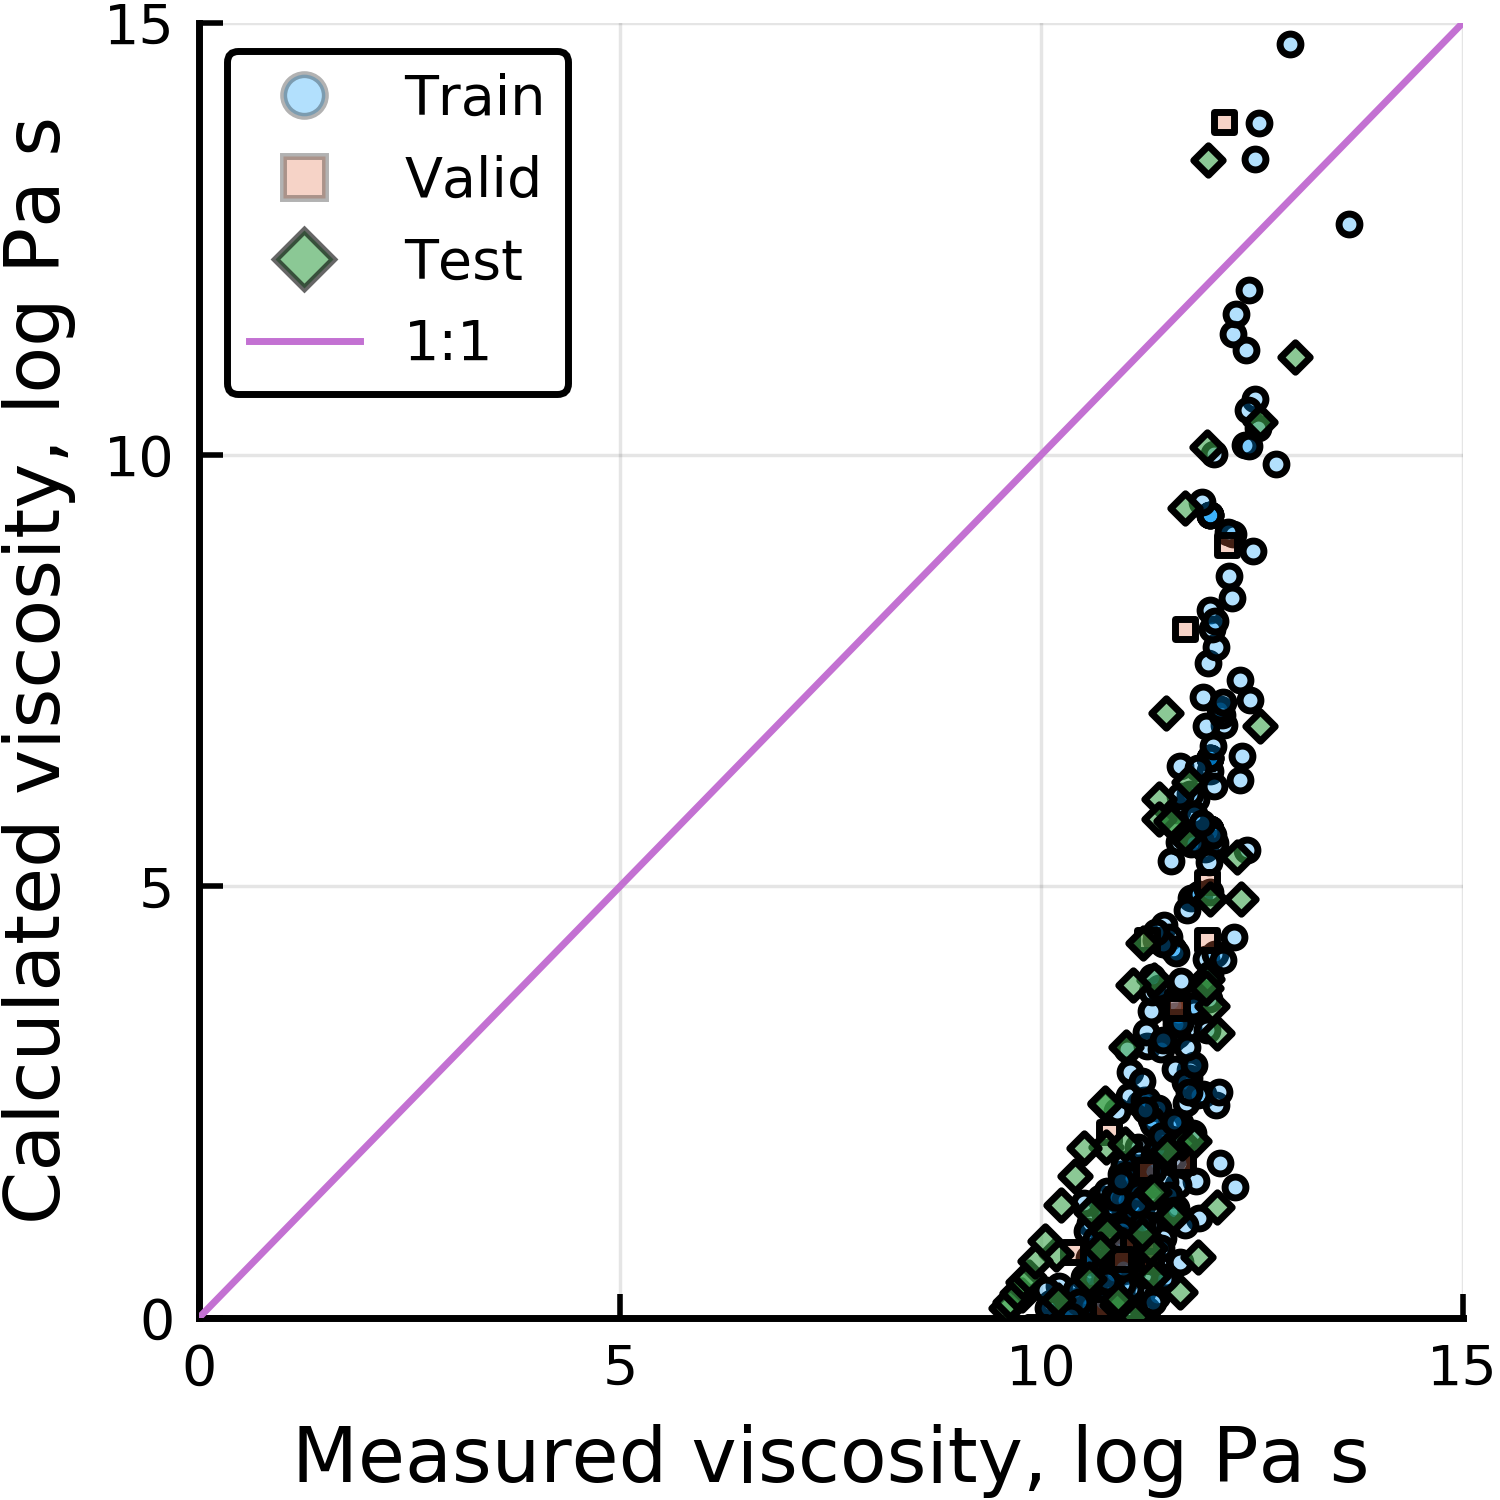 Calculated viscosity, log Pa s
15
10
5
0
Train
Valid
Test
1:1
0 5 10 15
Measured viscosity, log Pa s